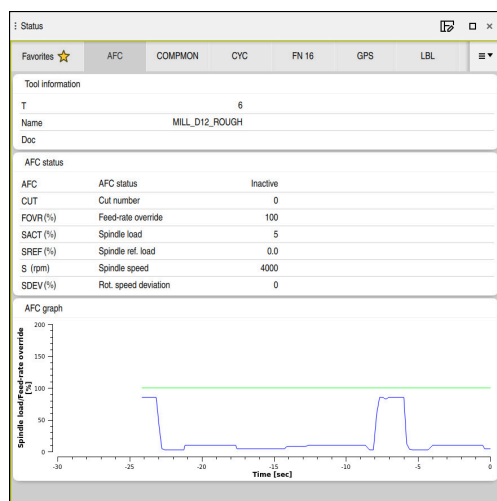 Status
Favorites AFC COMPMON CYC FN 16 GPS LBL
Tool information
T 6
Name MILL_D12_ROUGH
Doc
AFC status
AFC AFC status Inactive
CUT Cut number 0
FOVR (%) Feed-rate override 100
SACT (%) Spindle load 5
SREF (%) Spindle ref. load 0.0
S (rpm) Spindle speed 4000
SDEV (%) Rot. speed deviation 0
AFC graph
Spindle load/Feed-rate override
[%]
200
150
100
50
0
-30 -25 -20 -15 -10 -5 0
Time [sec]